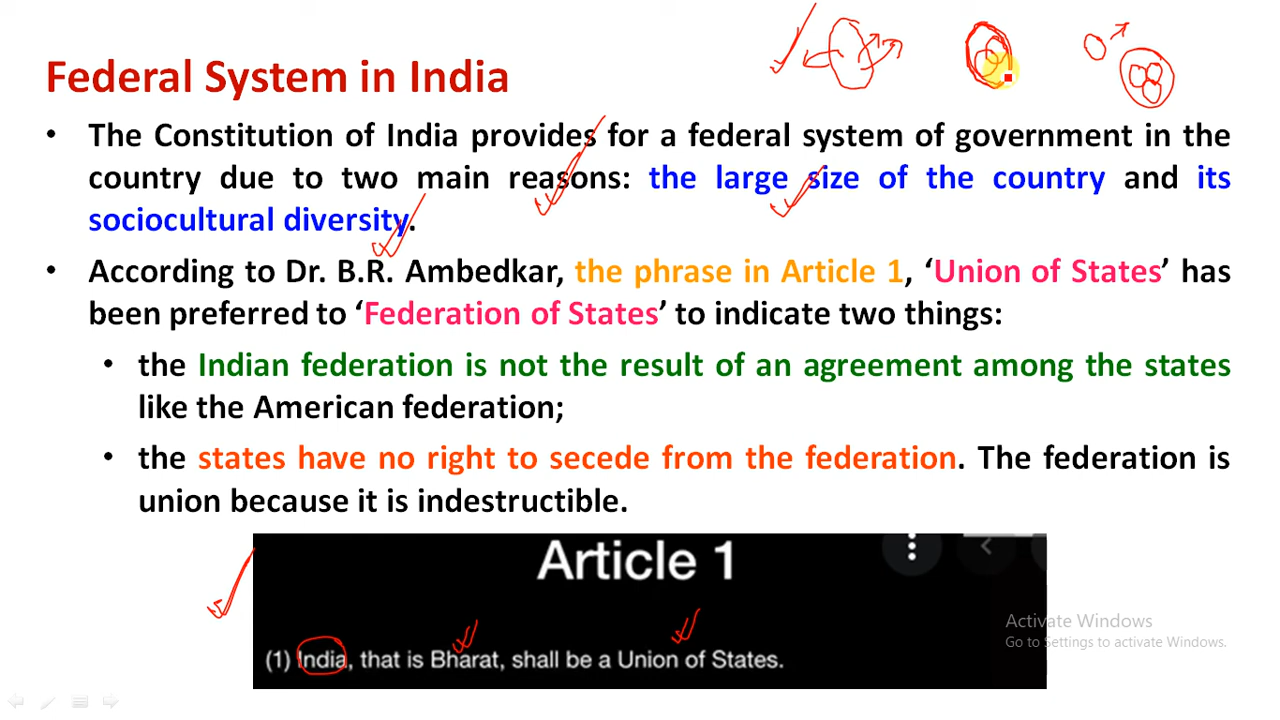 Federal System in India
• The Constitution of India provides for a federal system of government in the
country due to two main reasons: the large size of the country and its
sociocultural diversity.
• According to Dr. B.R. Ambedkar, the phrase in Article 1, ‘Union of States’ has
been preferred to ‘Federation of States’ to indicate two things:
• the Indian federation is not the result of an agreement among the states
like the American federation;
• the states have no right to secede from the federation. The federation is
union because it is indestructible.
Article 1
(1) India, that is Bharat, shall be a Union of States.
Activate Windows
Go to Settings to activate Windows.